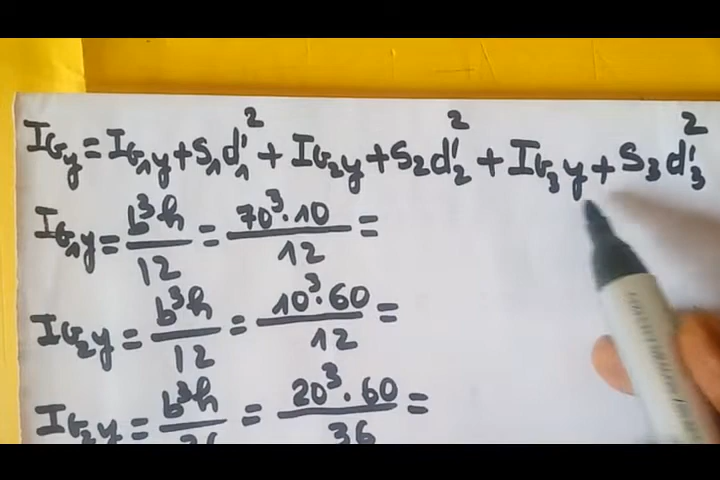 IGy = IG₁y + S₁d'₁² + IG₂y + S₂d'₂² + IG₃y + S₃d'₃²
IG₁y = b³h/12 = 70³·10/12 =
IG₂y = b³h/12 = 10³·60/12 =
IG₂y = b³h/36 = 20³·60/36 =